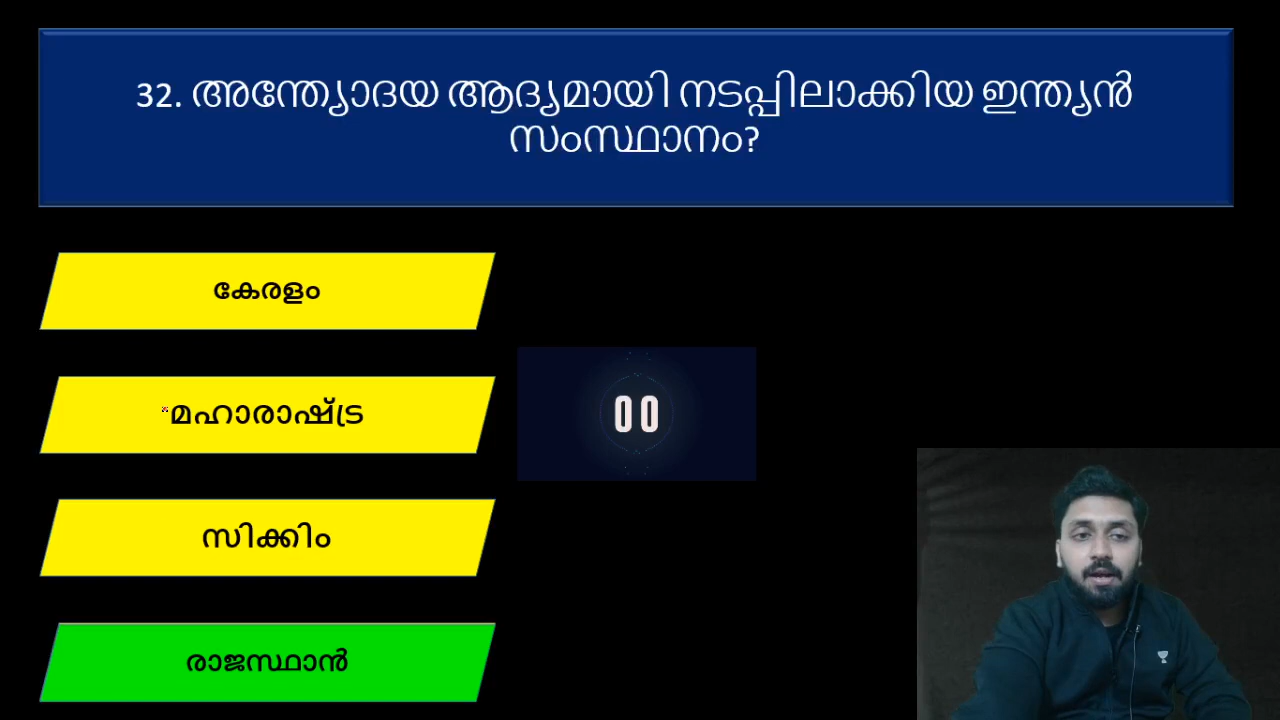 32. അന്ത്യോദയ ആദ്യമായി നടപ്പിലാക്കിയ ഇന്ത്യൻ
സംസ്ഥാനം?
കേരളം
മഹാരാഷ്ട്ര
00
സിക്കിം
രാജസ്ഥാൻ